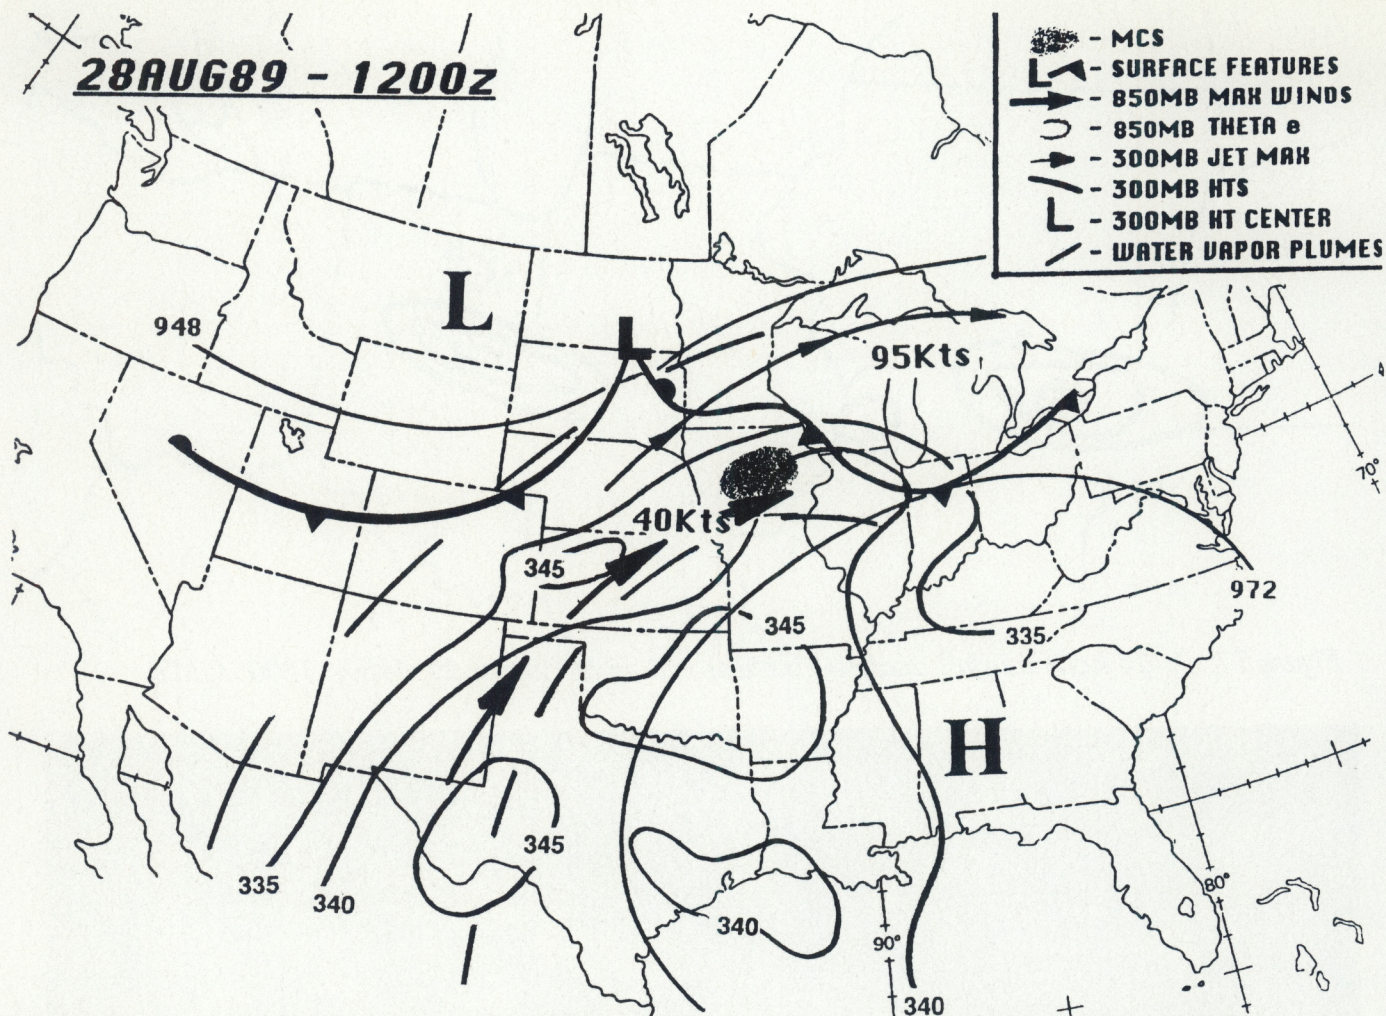 28AUG89 - 1200z
- MCS
L - SURFACE FEATURES
- 850MB MAX WINDS
- 850MB THETA e
- 300MB JET MAX
- 300MB HTS
L - 300MB HT CENTER
- WATER VAPOR PLUMES
L
948
L
95Kts
70°
40Kts
345
972
345
335
H
345
335
340
80°
340
90°
340